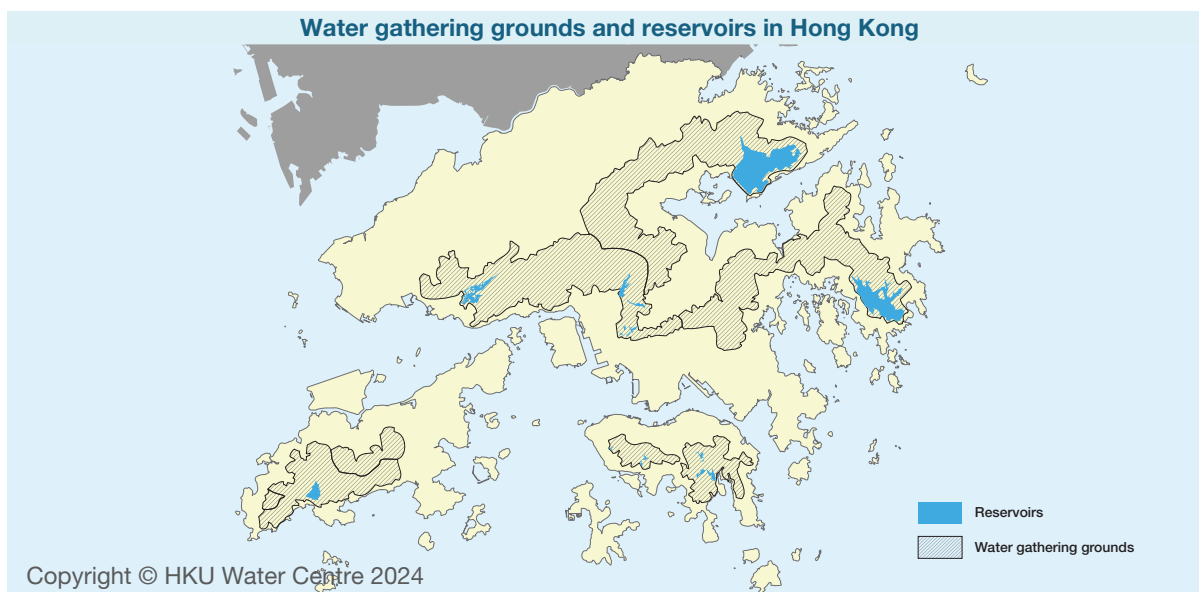 Water gathering grounds and reservoirs in Hong Kong
Reservoirs
Water gathering grounds
Copyright © HKU Water Centre 2024